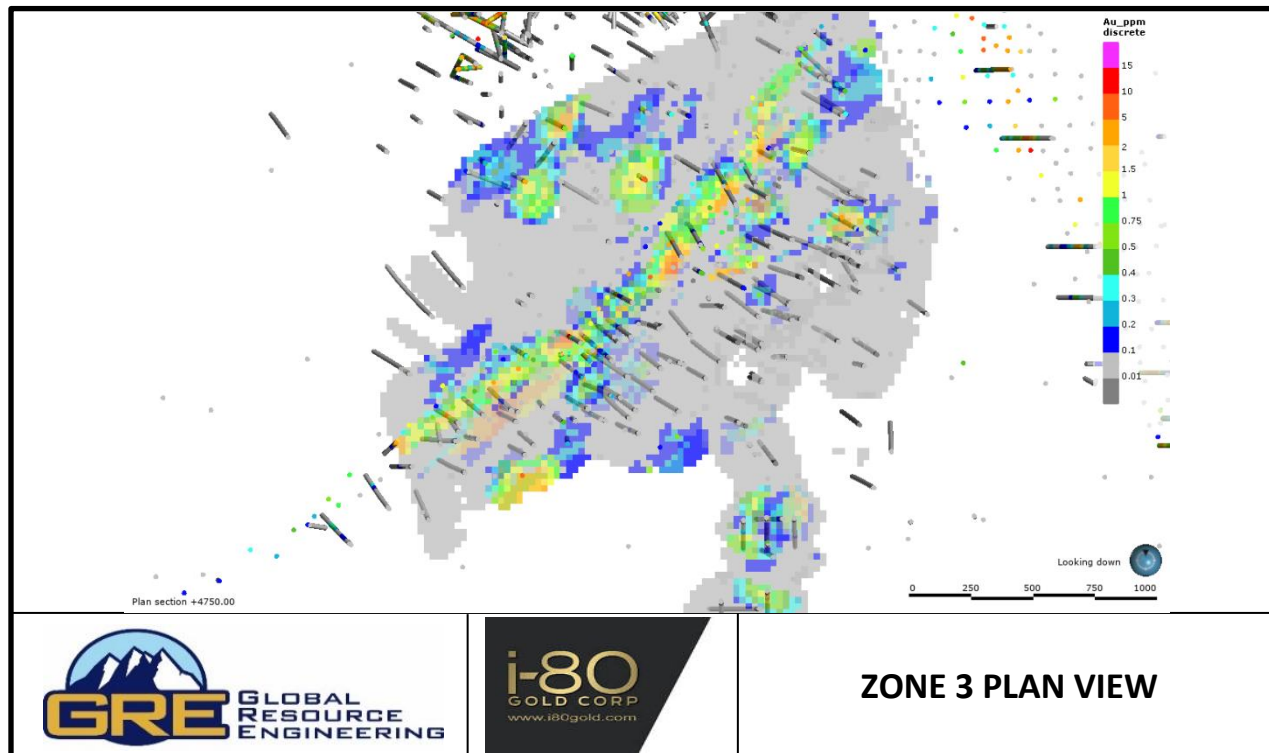 Au_ppm
discrete
15
10
5
2
1.5
1
0.75
0.5
0.4
0.3
0.2
0.1
0.01
Looking down
0 250 500 750 1000
Plan section +4750.00
GRE GLOBAL
RESOURCE
ENGINEERING
i-80
GOLD CORP
www.i80gold.com
ZONE 3 PLAN VIEW